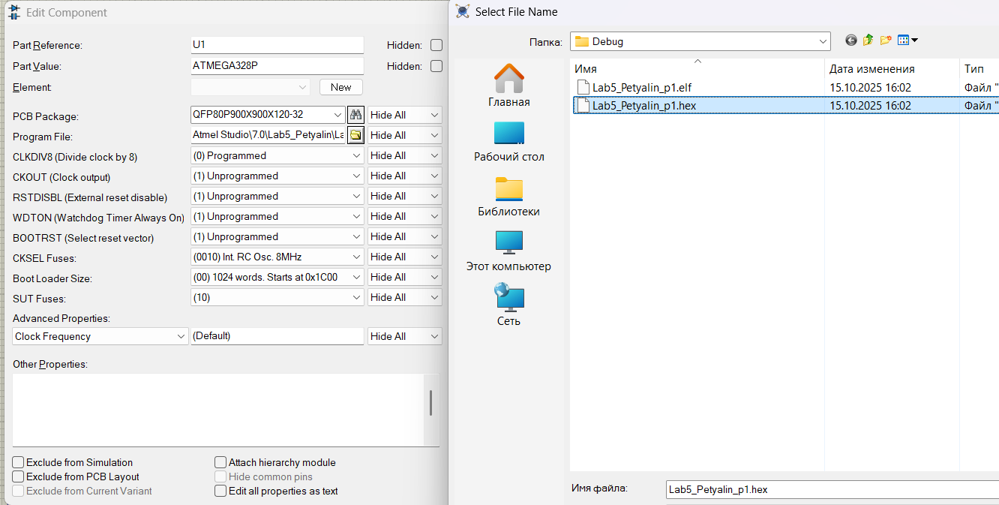 Edit Component
Part Reference: U1 Hidden:
Part Value: ATMEGA328P Hidden:
Element: New
PCB Package: QFP80P900X900X120-32 Hide All
Program File: Atmel Studio\7.0\Lab5_Petyalin\La Hide All
CLKDIV8 (Divide clock by 8) (0) Programmed Hide All
CKOUT (Clock output) (1) Unprogrammed Hide All
RSTDISBL (External reset disable) (1) Unprogrammed Hide All
WDTON (Watchdog Timer Always On) (1) Unprogrammed Hide All
BOOTRST (Select reset vector) (1) Unprogrammed Hide All
CKSEL Fuses: (0010) Int. RC Osc. 8MHz Hide All
Boot Loader Size: (00) 1024 words. Starts at 0x1C00 Hide All
SUT Fuses: (10) Hide All
Advanced Properties:
Clock Frequency (Default) Hide All
Other Properties:
Exclude from Simulation Attach hierarchy module
Exclude from PCB Layout Hide common pins
Exclude from Current Variant Edit all properties as text
Select File Name
Папка: Debug
Главная
Рабочий стол
Библиотеки
Этот компьютер
Сеть
Имя Дата изменения Тип
Lab5_Petyalin_p1.elf 15.10.2025 16:02 Файл "
Lab5_Petyalin_p1.hex 15.10.2025 16:02 Файл "
Имя файла: Lab5_Petyalin_p1.hex